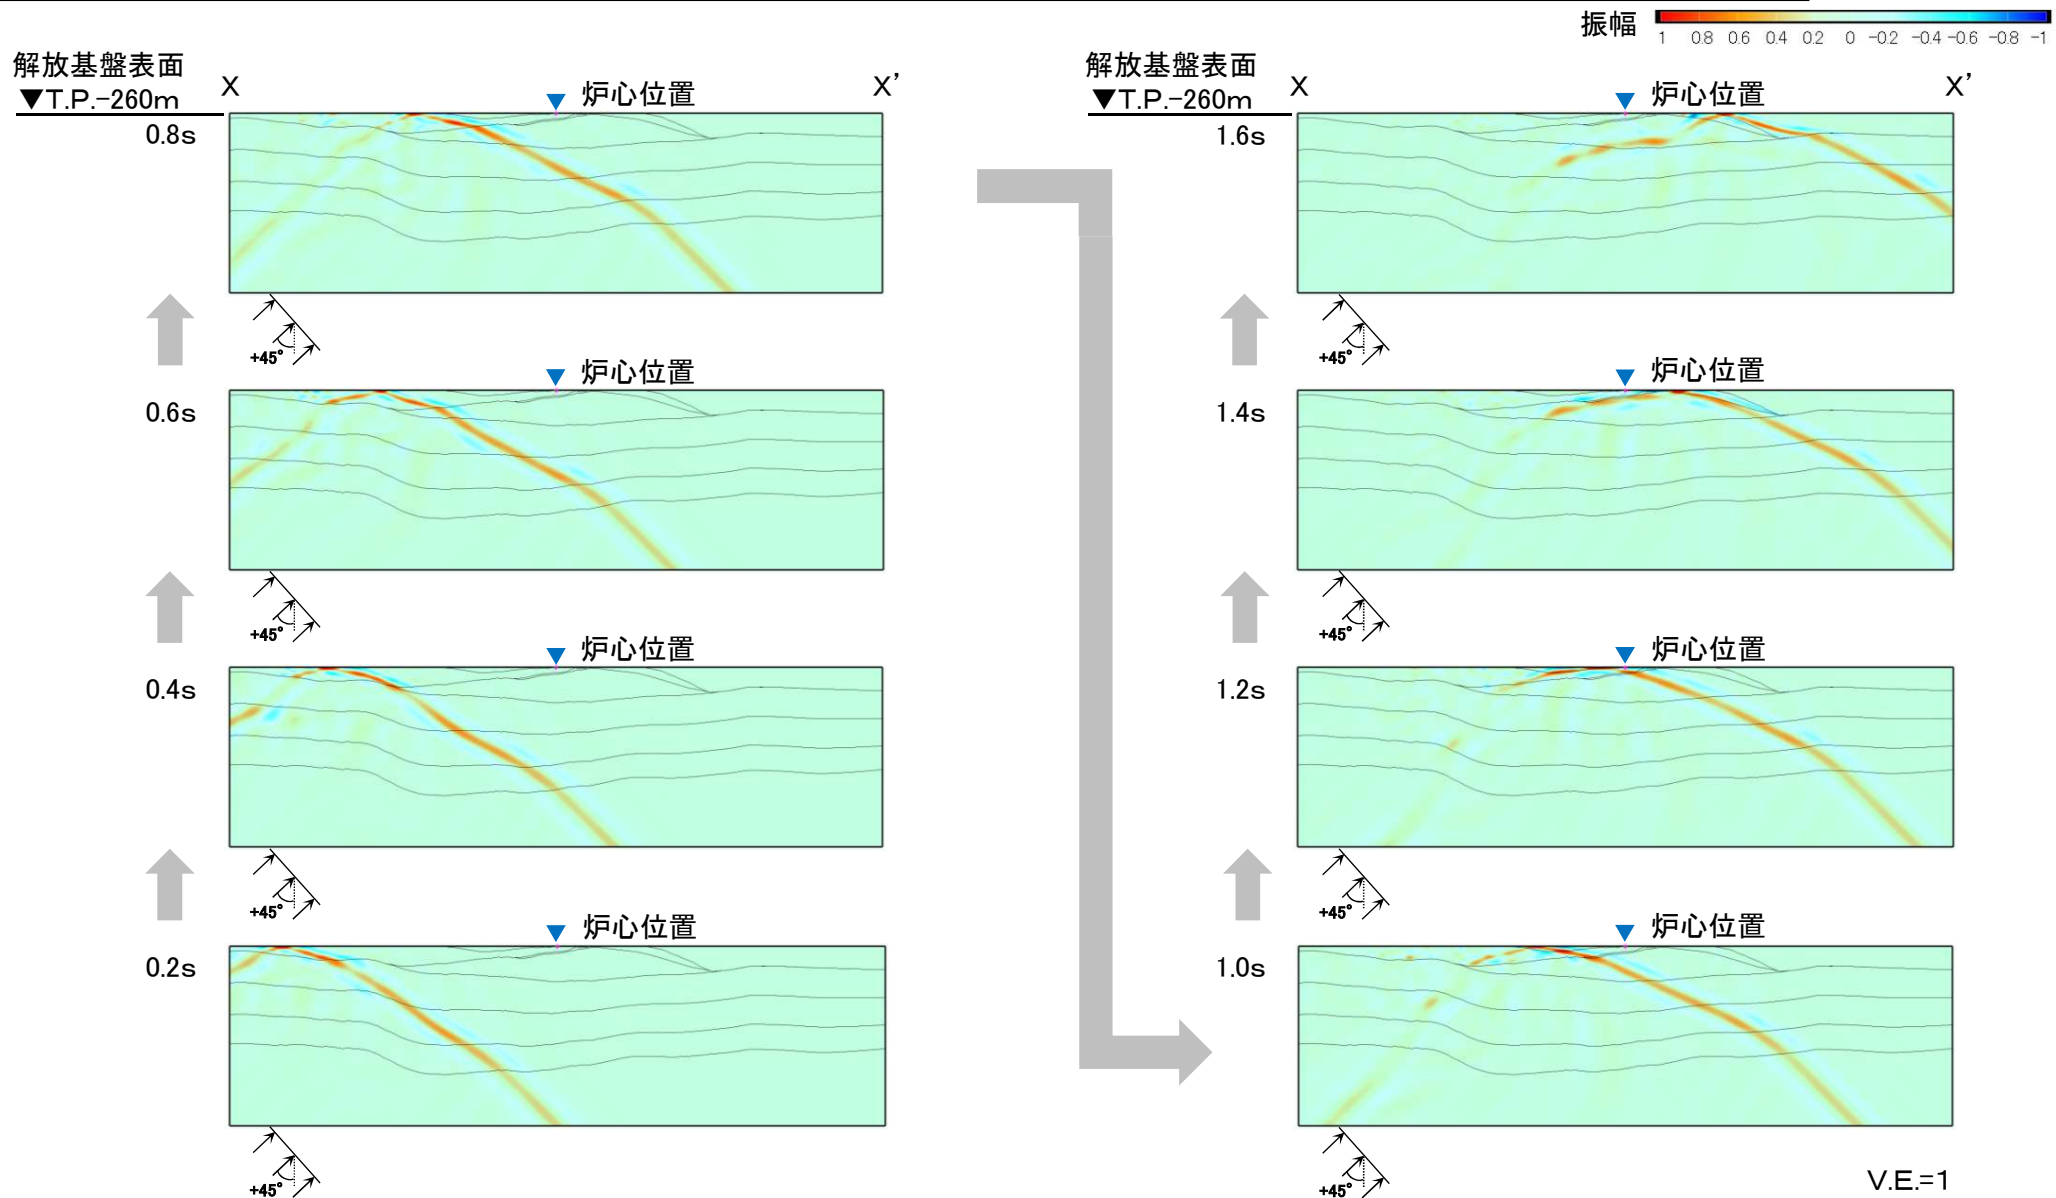 振幅
1 0.8 0.6 0.4 0.2 0 -0.2 -0.4 -0.6 -0.8 -1
解放基盤表面
▼T.P.-260m
X
X'
炉心位置
0.8s
+45°
炉心位置
0.6s
+45°
炉心位置
0.4s
+45°
炉心位置
0.2s
+45°
解放基盤表面
▼T.P.-260m
X
X'
炉心位置
1.6s
+45°
炉心位置
1.4s
+45°
炉心位置
1.2s
+45°
炉心位置
1.0s
+45°
V.E.=1